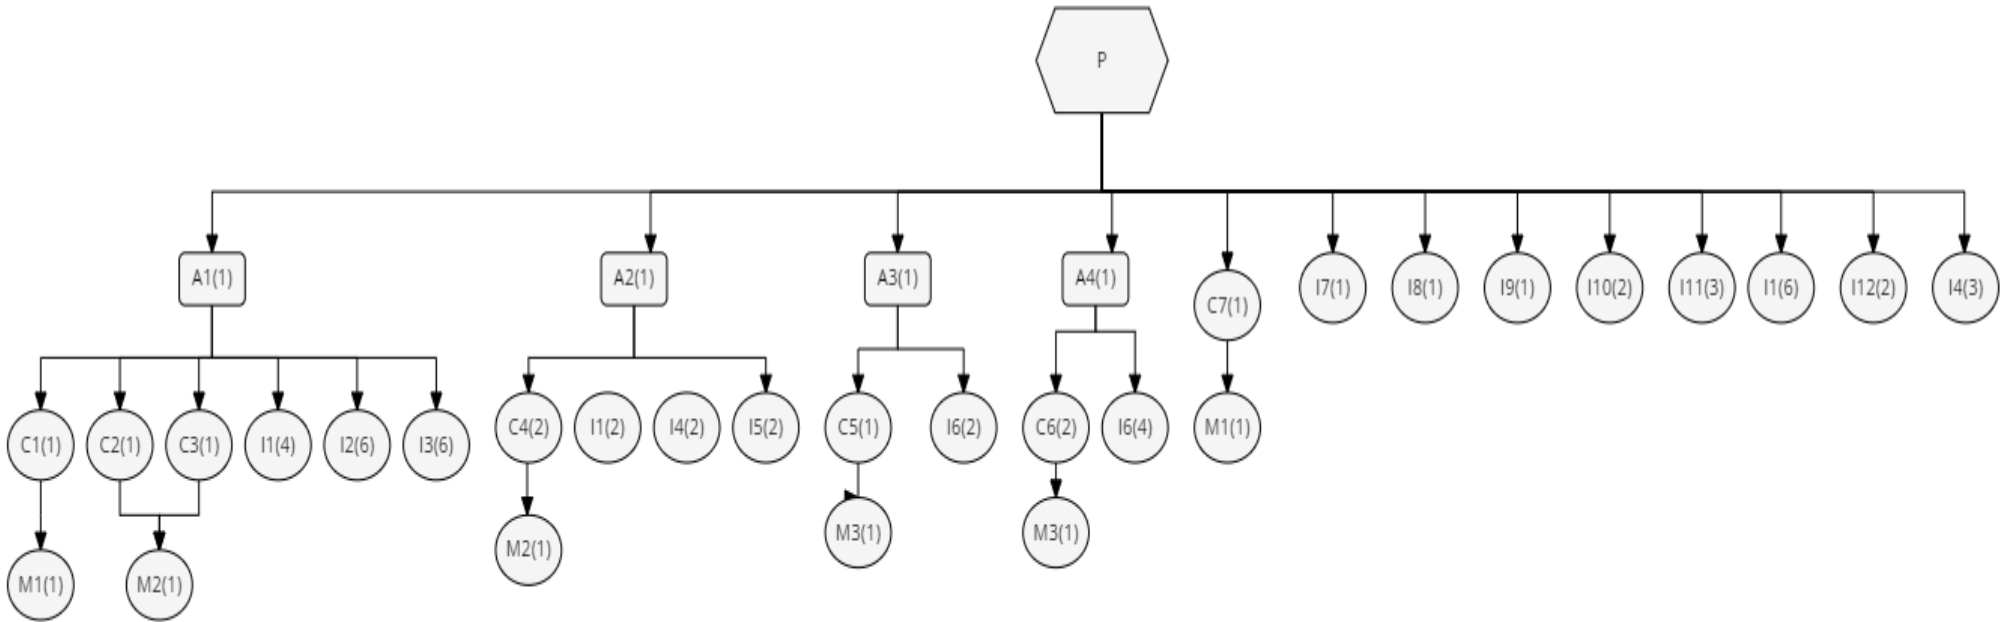 P
A1(1)
A2(1)
A3(1)
A4(1)
C7(1)
I7(1)
I8(1)
I9(1)
I10(2)
I11(3)
I1(6)
I12(2)
I4(3)
C1(1)
C2(1)
C3(1)
I1(4)
I2(6)
I3(6)
C4(2)
I1(2)
I4(2)
I5(2)
C5(1)
I6(2)
C6(2)
I6(4)
M1(1)
M1(1)
M2(1)
M2(1)
M3(1)
M3(1)